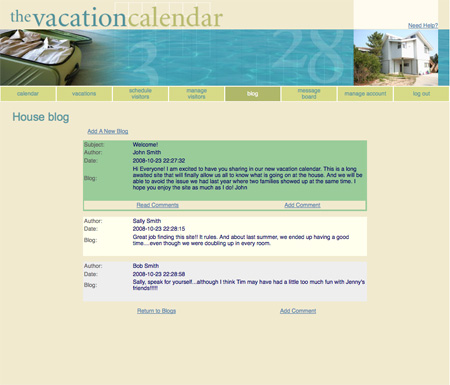 thevacationcalendar
3 28
Need Help?
calendar vacations schedule visitors manage visitors blog message board manage account log out
House blog
Add A New Blog
Subject: Welcome!
Author: John Smith
Date: 2008-10-23 22:27:32
Blog: Hi Everyone! I am excited to have you sharing in our new vacation calendar. This is a long
awaited site that will finally allow us all to know what is going on at the house. And we will be
able to avoid the issue we had last year where two families showed up at the same time. I
hope you enjoy the site as much as I do! John
Read Comments Add Comment
Author: Sally Smith
Date: 2008-10-23 22:28:15
Blog: Great job finding this site!! It rules. And about last summer, we ended up having a good
time....even though we were doubling up in every room.
Author: Bob Smith
Date: 2008-10-23 22:28:58
Blog: Sally, speak for yourself...although I think Tim may have had a little too much fun with Jenny's
friends!!!!!
Return to Blogs Add Comment